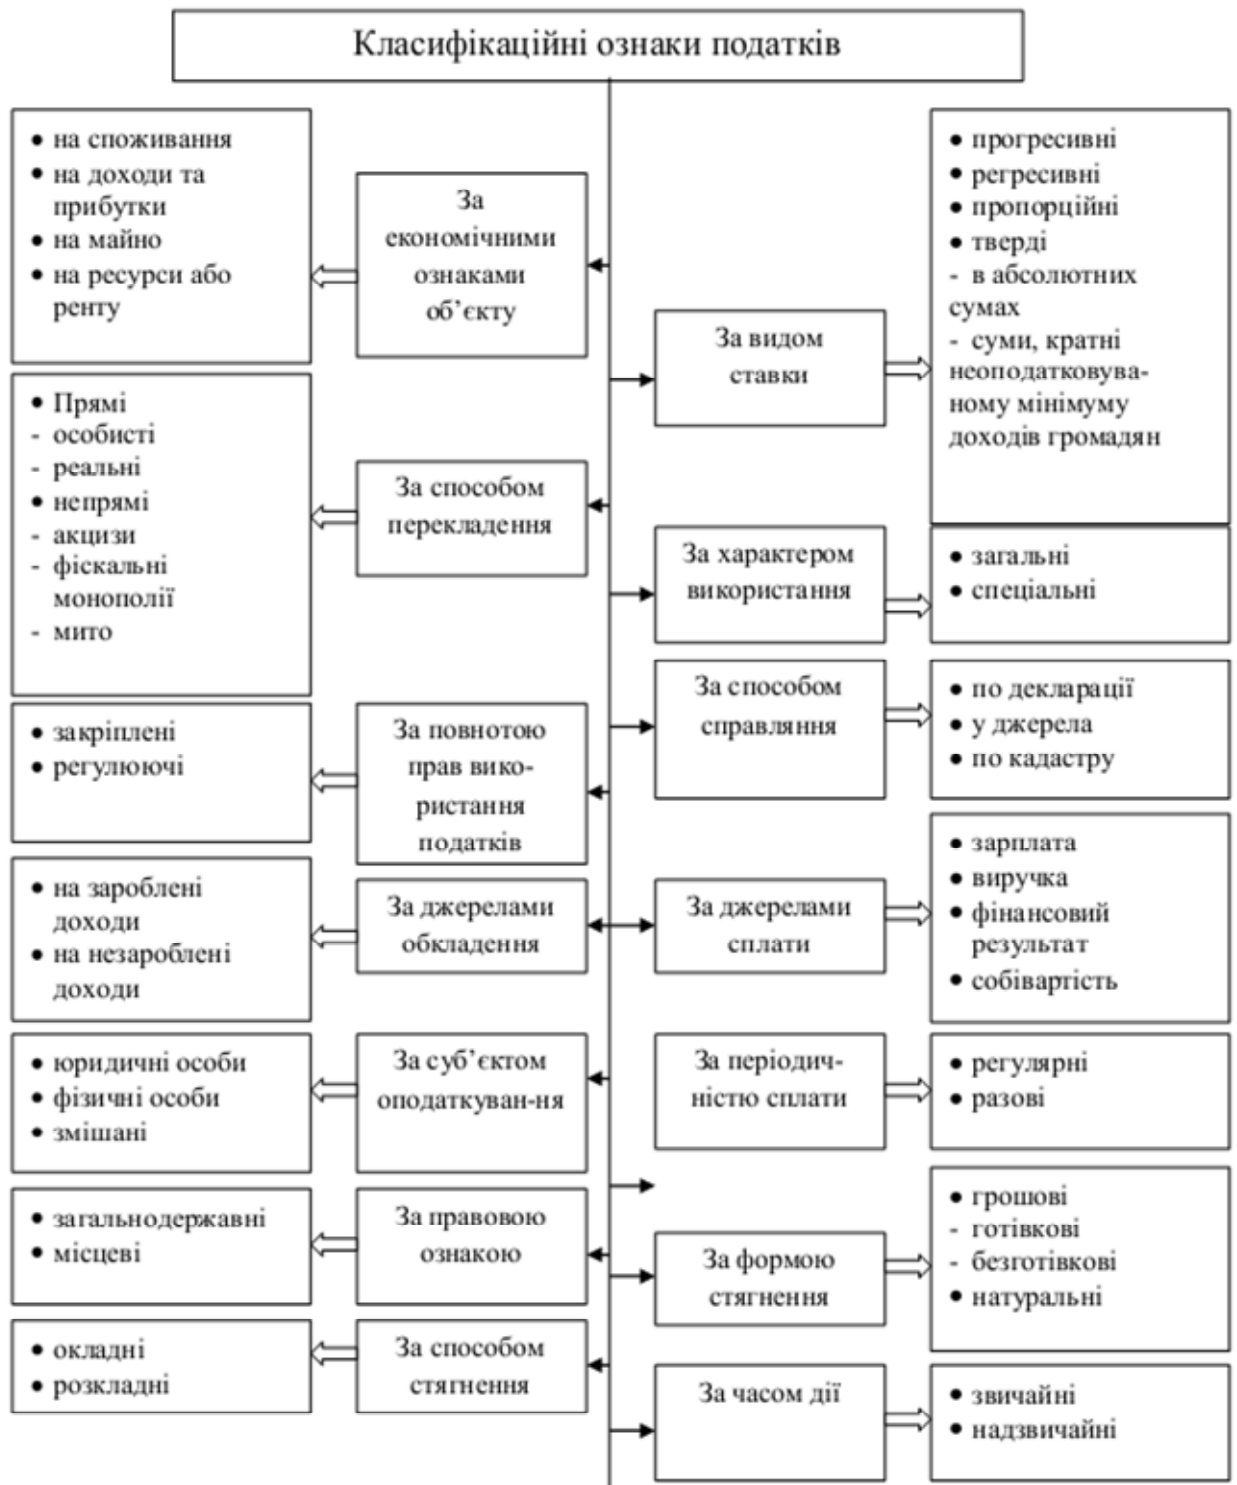 Класифікаційні ознаки податків
• на споживання
• на доходи та
прибутки
• на майно
• на ресурси або
ренту
За
економічними
ознаками
об’єкту
• Прямі
- особисті
- реальні
• непрямі
- акцизи
- фіскальні
монополії
- мито
За способом
перекладення
• закріплені
• регулюючі
За повнотою
прав вико-
ристання
податків
• на зароблені
доходи
• на незароблені
доходи
За джерелами
обкладення
• юридичні особи
• фізичні особи
• змішані
За суб’єктом
оподаткуван-ня
• загальнодержавні
• місцеві
За правовою
ознакою
• окладні
• розкладні
За способом
стягнення
За видом
ставки
• прогресивні
• регресивні
• пропорційні
• тверді
- в абсолютних
сумах
- суми, кратні
неоподатковува-
ному мінімуму
доходів громадян
За характером
використання
• загальні
• спеціальні
За способом
справляння
• по декларації
• у джерела
• по кадастру
За джерелами
сплати
• зарплата
• виручка
• фінансовий
результат
• собівартість
За періодич-
ністю сплати
• регулярні
• разові
За формою
стягнення
• грошові
- готівкові
- безготівкові
• натуральні
За часом дії
• звичайні
• надзвичайні